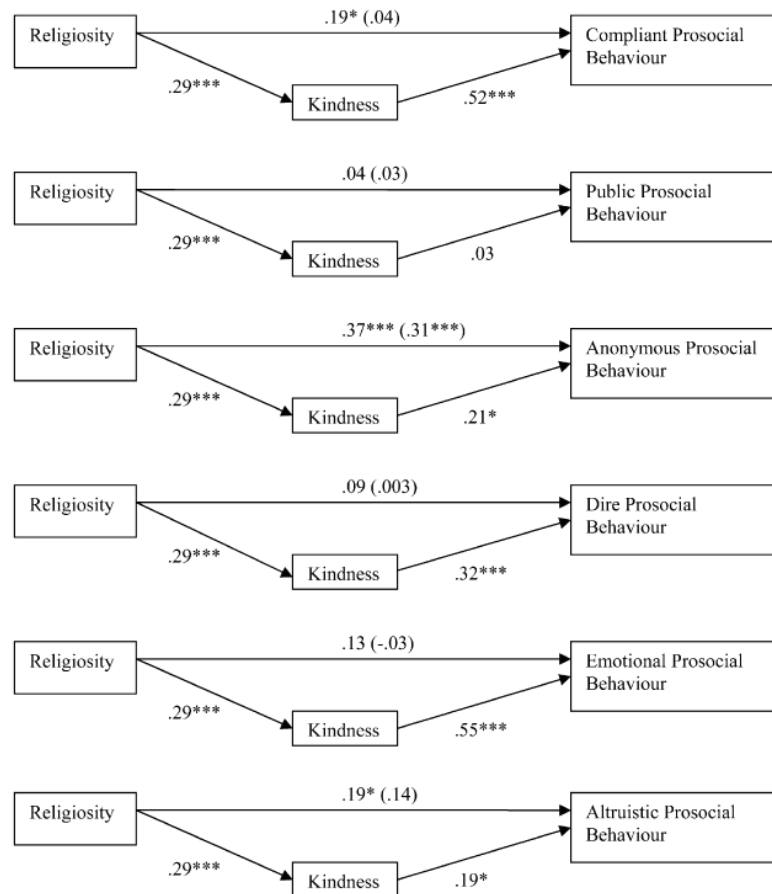 .19* (.04)
Religiosity
Compliant Prosocial
Behaviour
.29***
Kindness
.52***
.04 (.03)
Religiosity
Public Prosocial
Behaviour
.29***
Kindness
.03
.37*** (.31***)
Religiosity
Anonymous Prosocial
Behaviour
.29***
Kindness
.21*
.09 (.003)
Religiosity
Dire Prosocial
Behaviour
.29***
Kindness
.32***
.13 (-.03)
Religiosity
Emotional Prosocial
Behaviour
.29***
Kindness
.55***
.19* (.14)
Religiosity
Altruistic Prosocial
Behaviour
.29***
Kindness
.19*